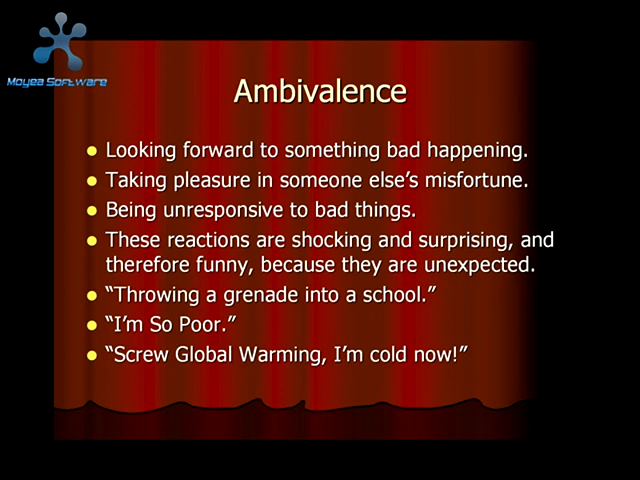 Moyea Software
Ambivalence
Looking forward to something bad happening.
Taking pleasure in someone else’s misfortune.
Being unresponsive to bad things.
These reactions are shocking and surprising, and
therefore funny, because they are unexpected.
“Throwing a grenade into a school.”
“I’m So Poor.”
“Screw Global Warming, I’m cold now!”